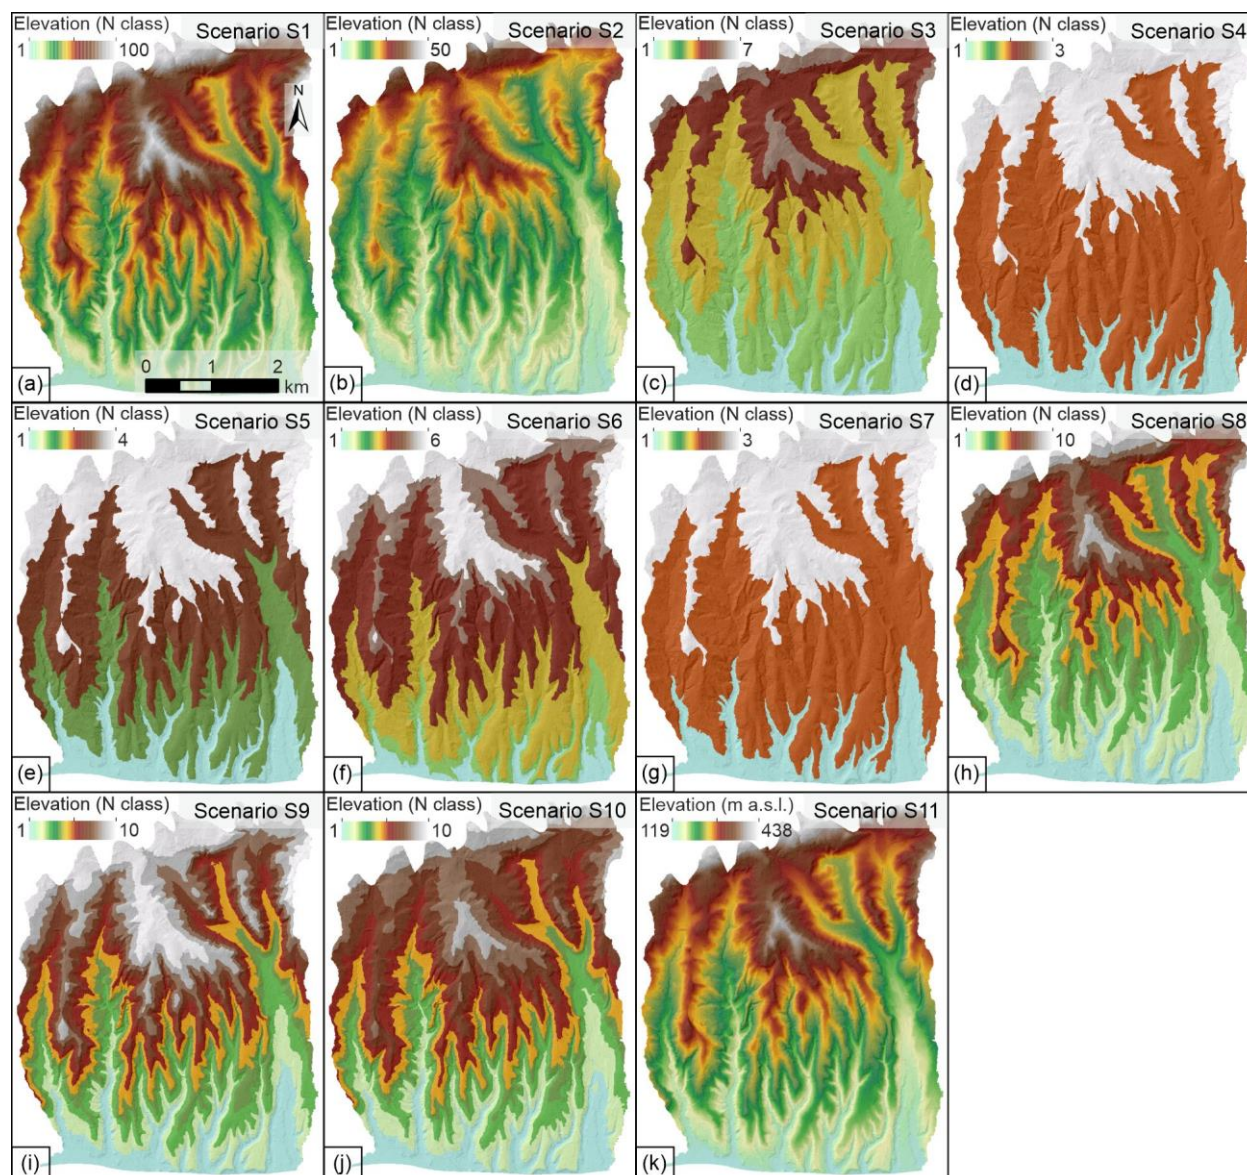 Elevation (N class) Scenario S1
1 100
N
0 1 2
km
(a)
Elevation (N class) Scenario S2
1 50
(b)
Elevation (N class) Scenario S3
1 7
(c)
Elevation (N class) Scenario S4
1 3
(d)
Elevation (N class) Scenario S5
1 4
(e)
Elevation (N class) Scenario S6
1 6
(f)
Elevation (N class) Scenario S7
1 3
(g)
Elevation (N class) Scenario S8
1 10
(h)
Elevation (N class) Scenario S9
1 10
(i)
Elevation (N class) Scenario S10
1 10
(j)
Elevation (m a.s.l.) Scenario S11
119 438
(k)